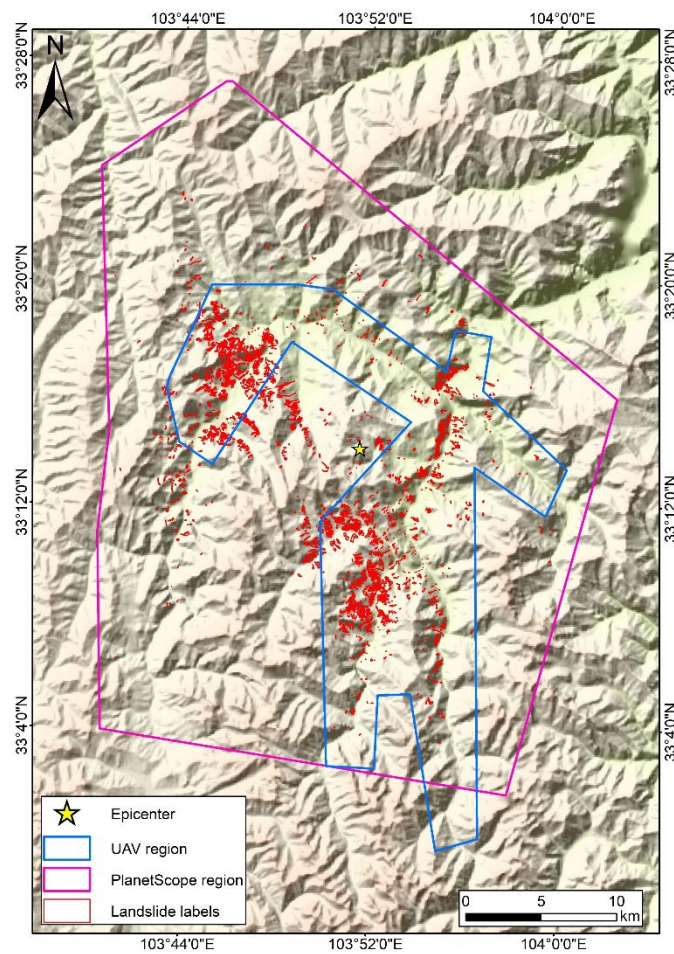 103°44'0"E 103°52'0"E 104°0'0"E
N
33°28'0"N 33°28'0"N
33°20'0"N 33°20'0"N
33°12'0"N 33°12'0"N
33°4'0"N 33°4'0"N
Epicenter
UAV region
PlanetScope region
Landslide labels
0 5 10
km
103°44'0"E 103°52'0"E 104°0'0"E